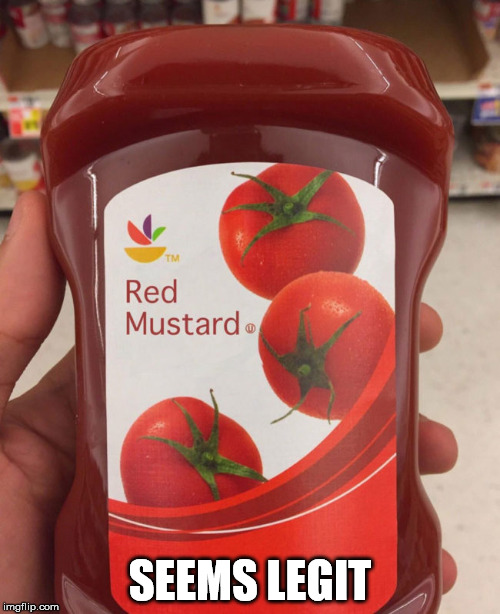 TM
Red
Mustard
SEEMS LEGIT
imgflip.com